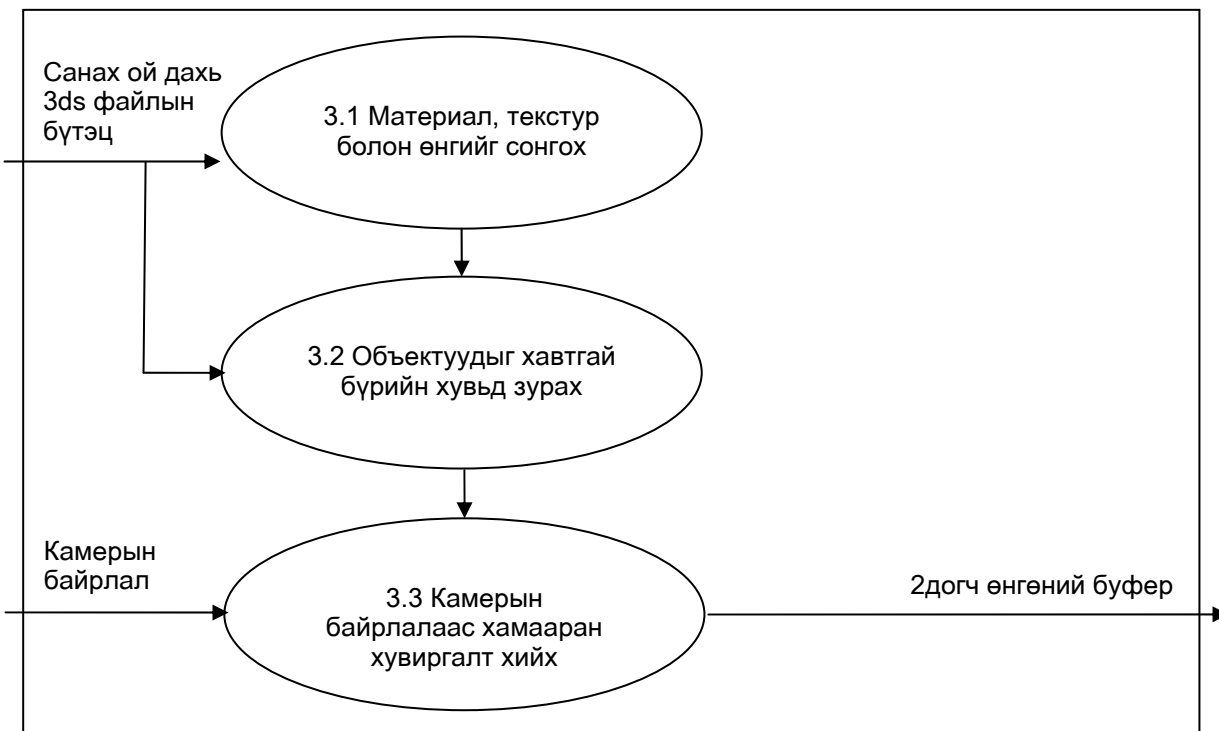 Санах ой дахь
3ds файлын
бүтэц
3.1 Материал, текстур
болон өнгийг сонгох
3.2 Объектуудыг хавтгай
бүрийн хувьд зурах
Камерын
байрлал
3.3 Камерын
байрлалаас хамааран
хувиргалт хийх
2догч өнгөний буфер